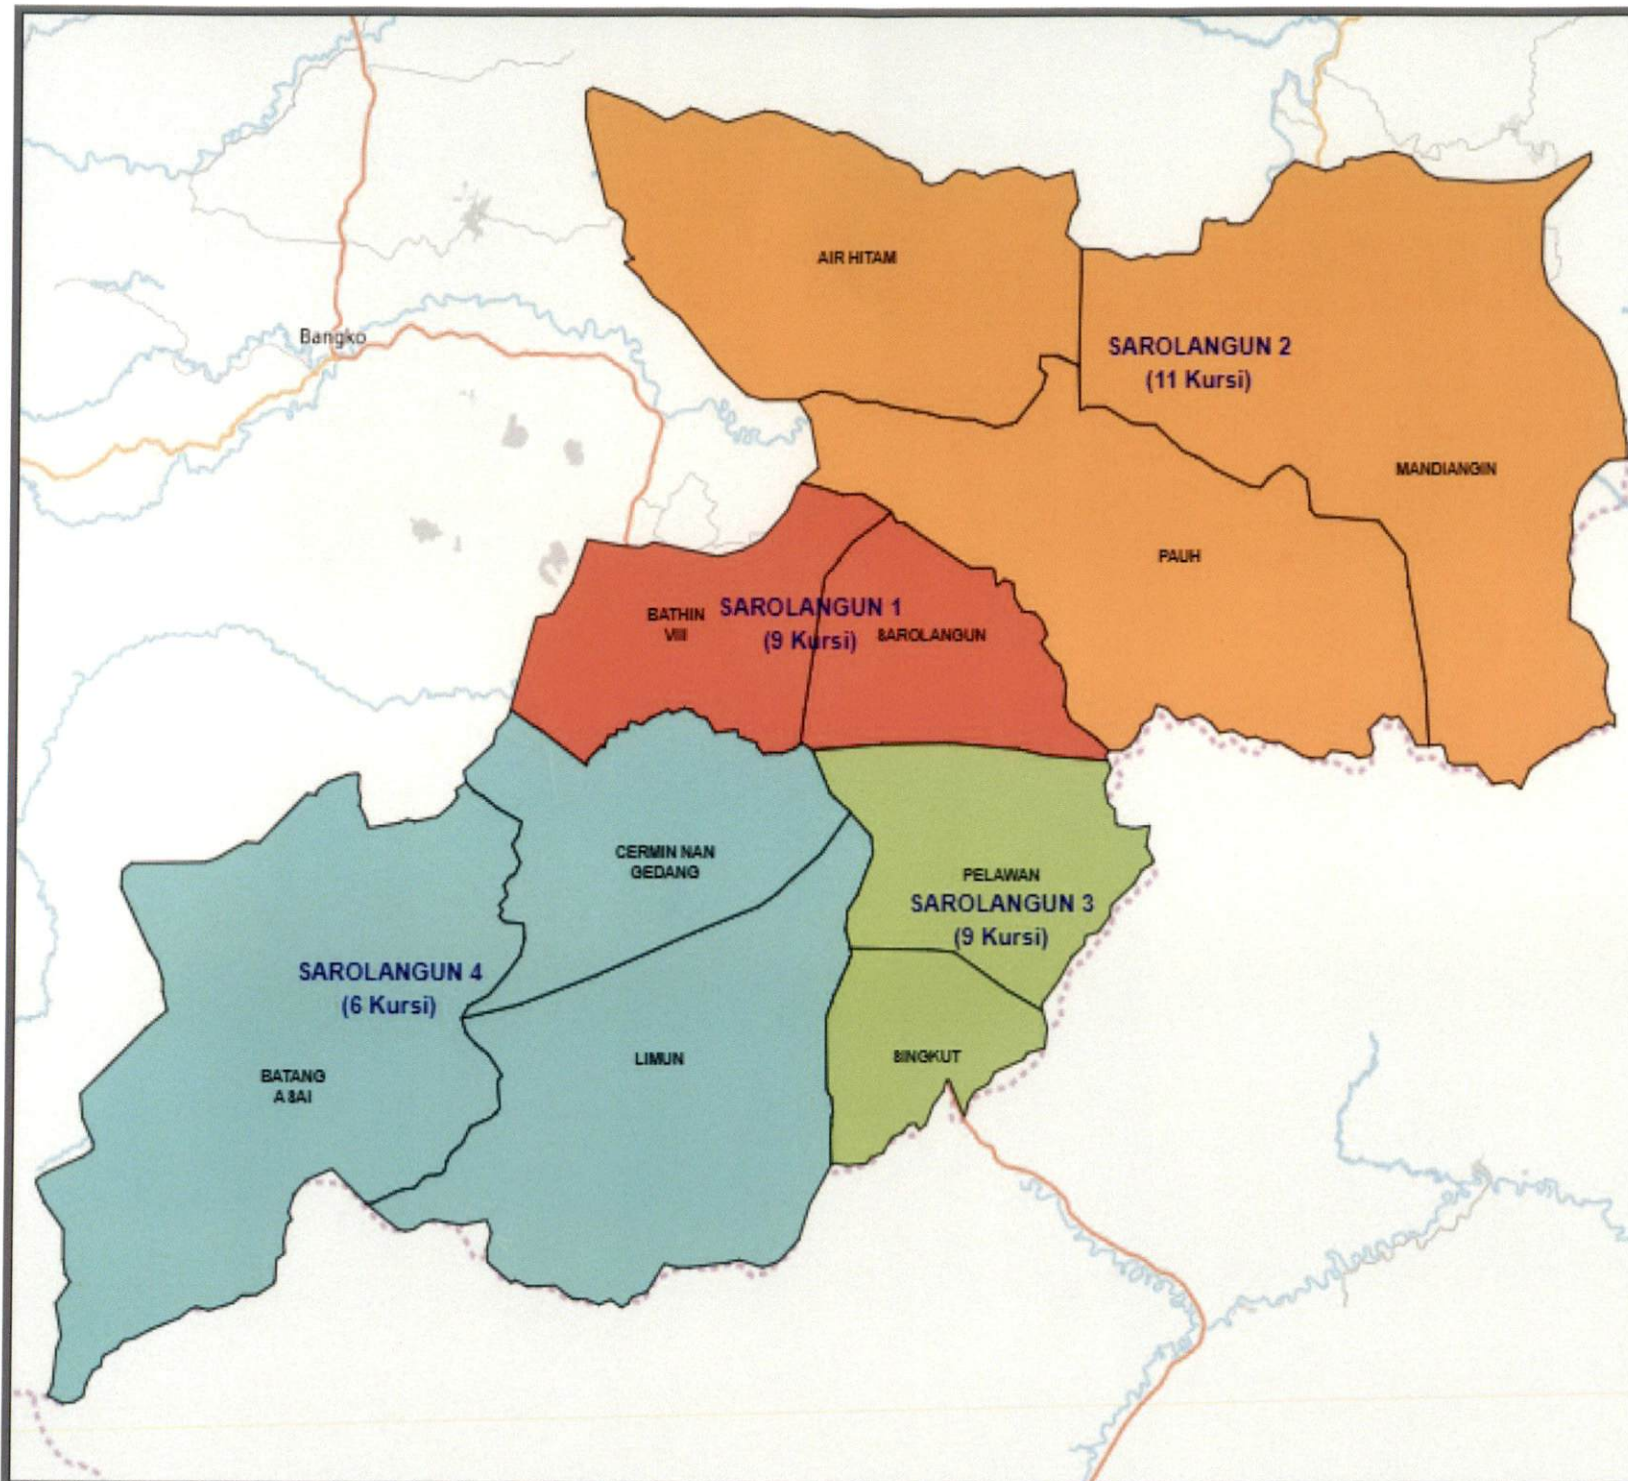 AIR HITAM
Bangko
SAROLANGUN 2
(11 Kursi)
MANDIANGIN
PAUH
BATHIN
VIII
SAROLANGUN 1
(9 Kursi)
SAROLANGUN
CERMIN NAN
GEDANG
PELAWAN
SAROLANGUN 3
(9 Kursi)
SAROLANGUN 4
(6 Kursi)
LIMUN
SINGKUT
BATANG
ASAI